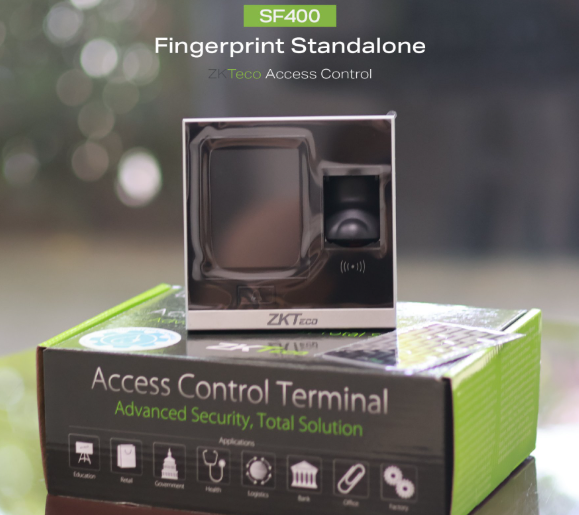 SF400
Fingerprint Standalone
ZKTeco Access Control
ZKTECO
Access Control Terminal
Advanced Security, Total Solution
Applications
Education
Retail
Government
Health
Logistics
Bank
Office
Factory